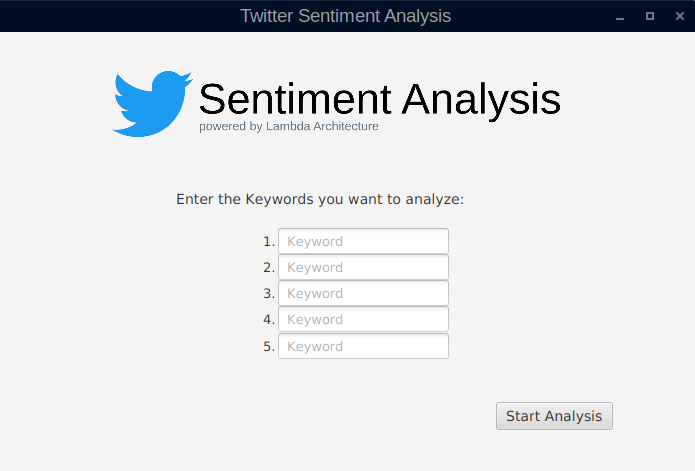 Twitter Sentiment Analysis
Sentiment Analysis
powered by Lambda Architecture
Enter the Keywords you want to analyze:
1. Keyword
2. Keyword
3. Keyword
4. Keyword
5. Keyword
Start Analysis